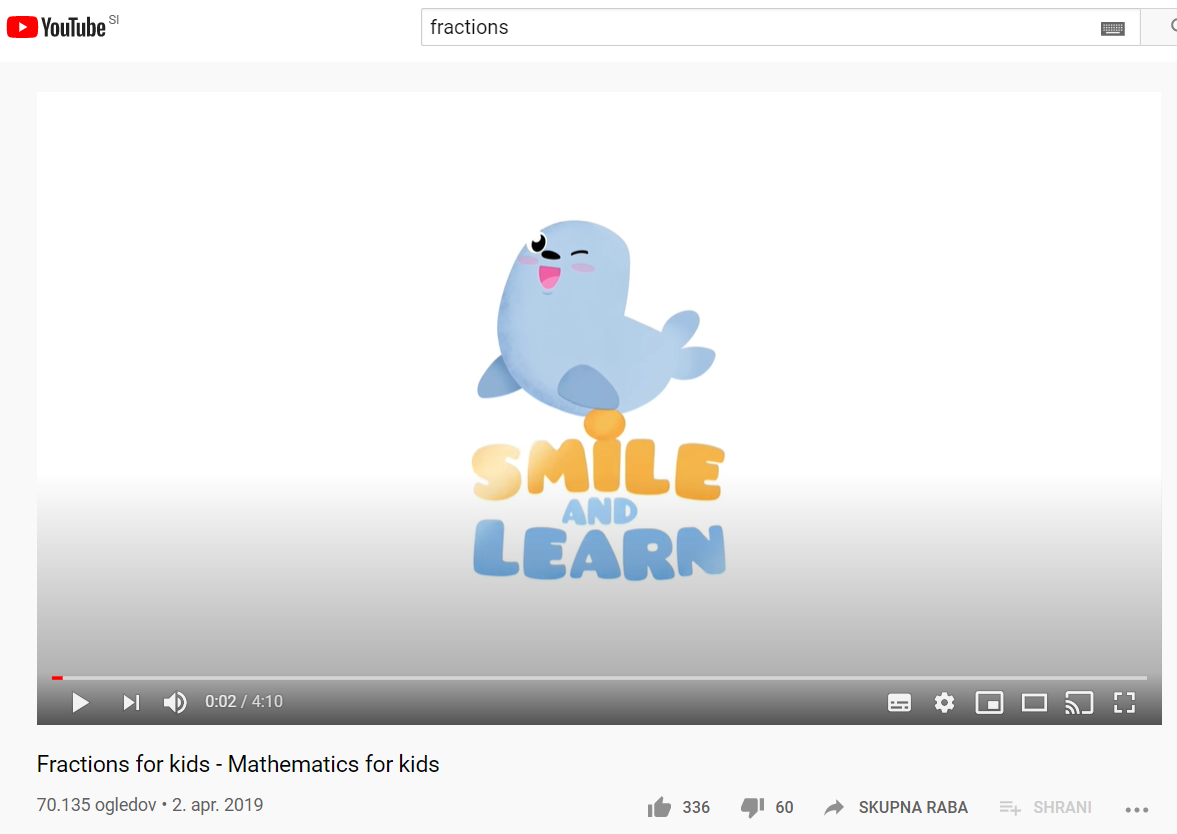 YouTube SI
fractions
SMILE
AND
LEARN
0:02 / 4:10
Fractions for kids - Mathematics for kids
70.135 ogledov • 2. apr. 2019
336
60
SKUPNA RABA
SHRANI